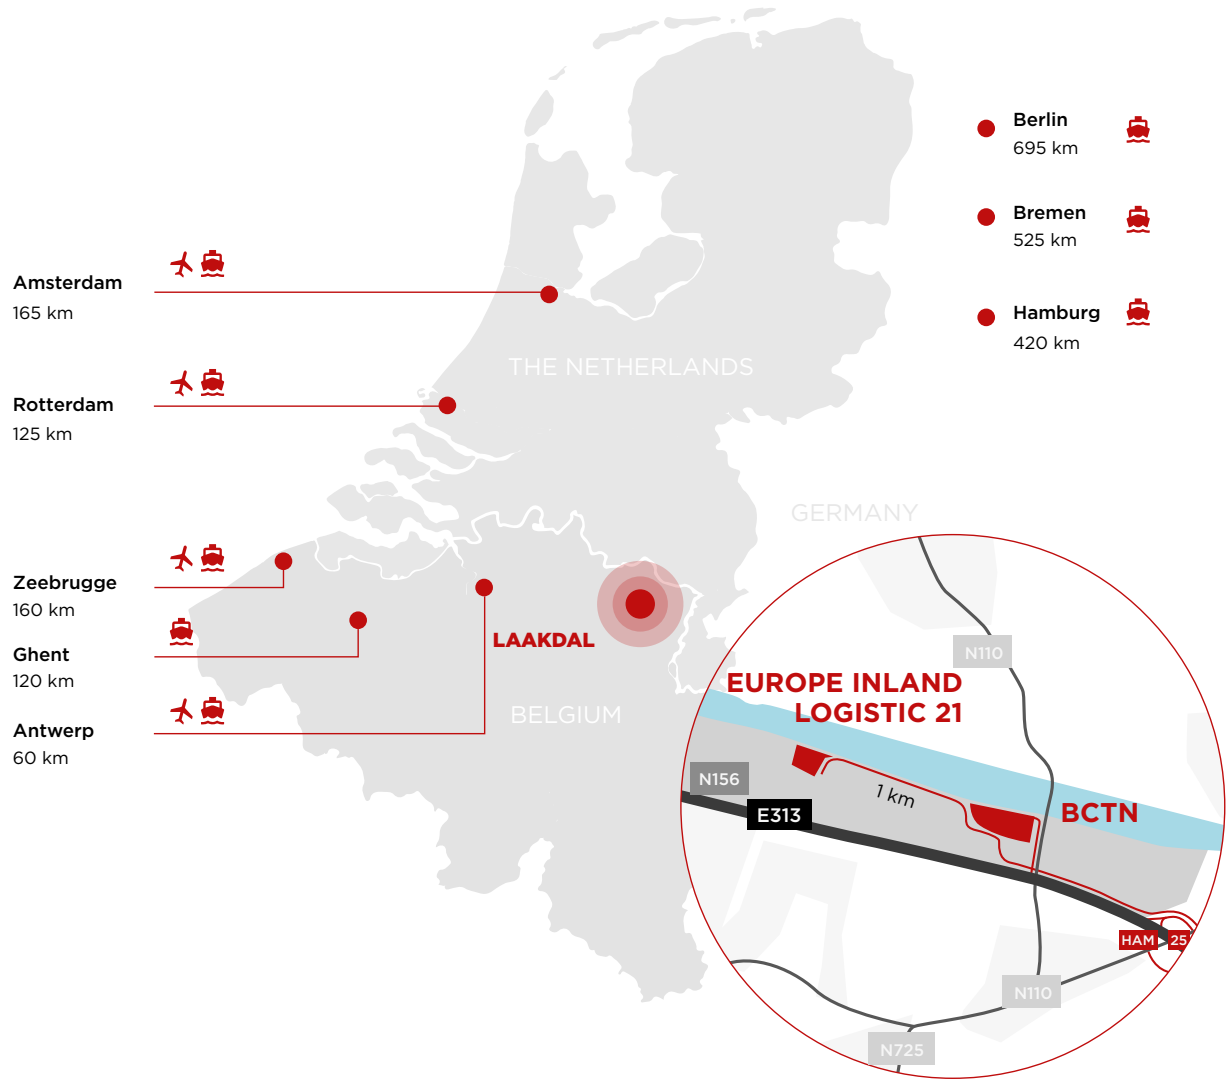 Berlin
695 km
Bremen
525 km
Hamburg
420 km
Amsterdam
165 km
Rotterdam
125 km
Zeebrugge
160 km
Ghent
120 km
Antwerp
60 km
THE NETHERLANDS
GERMANY
LAAKDAL
BELGIUM
N110
EUROPE INLAND
LOGISTIC 21
N156
1 km
E313
BCTN
HAM
25
N110
N725